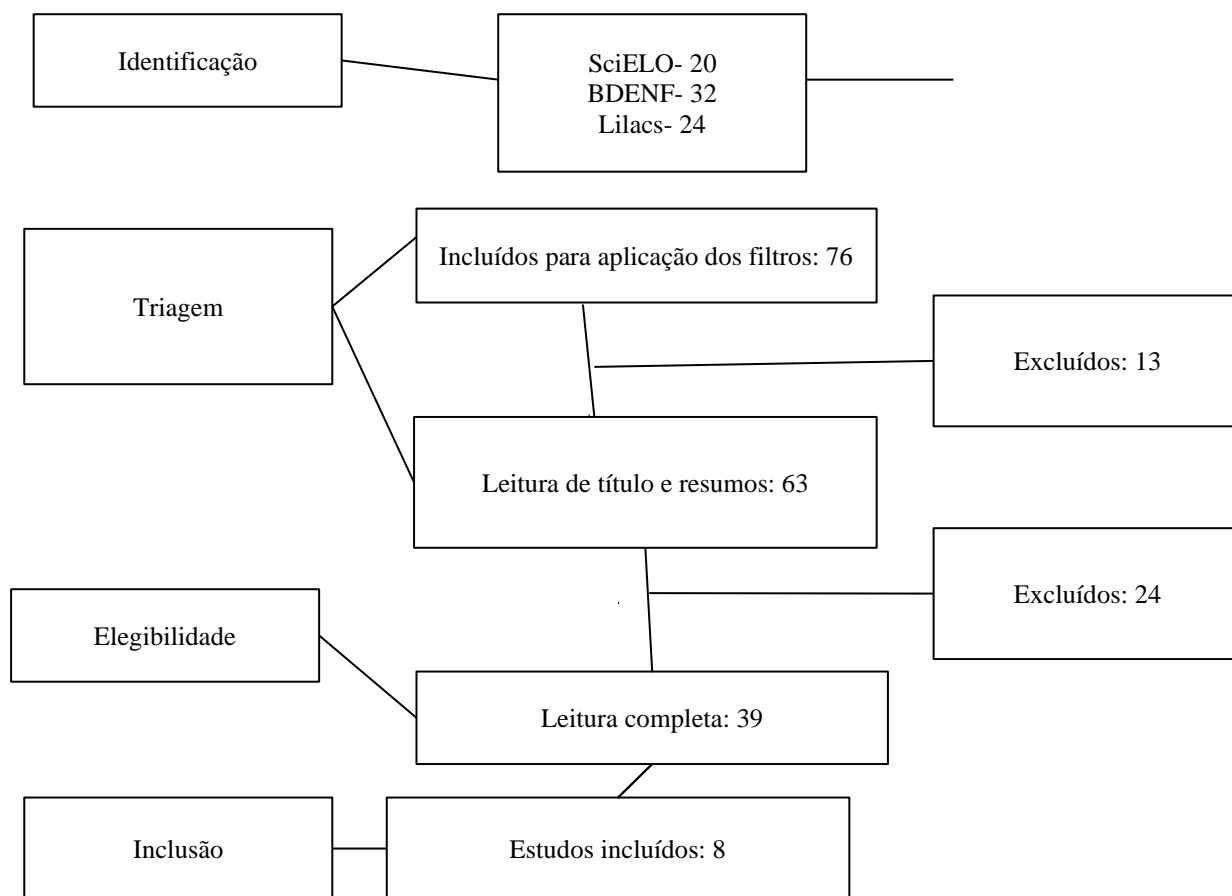 Identificação
SciELO- 20
BDENF- 32
Lilacs- 24
Incluídos para aplicação dos filtros: 76
Triagem
Excluídos: 13
Leitura de título e resumos: 63
Excluídos: 24
Elegibilidade
Leitura completa: 39
Inclusão
Estudos incluídos: 8